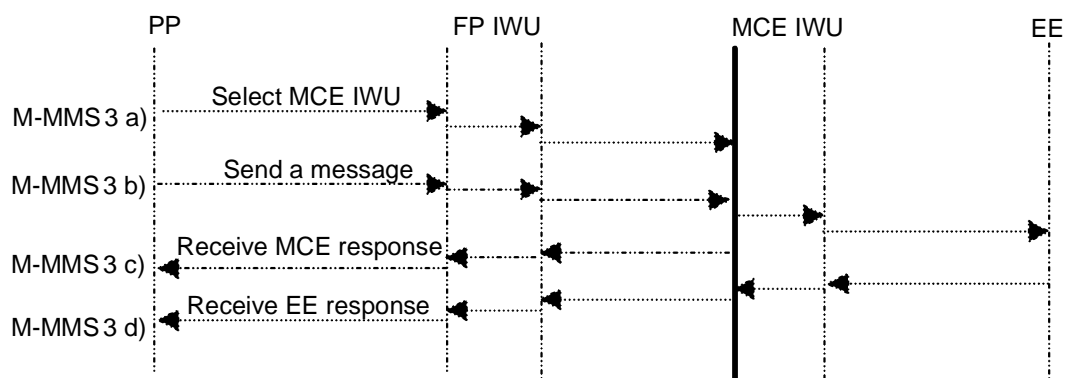 PP FP IWU MCE IWU EE
M-MMS 3 a) Select MCE IWU
M-MMS 3 b) Send a message
M-MMS 3 c) Receive MCE response
M-MMS 3 d) Receive EE response